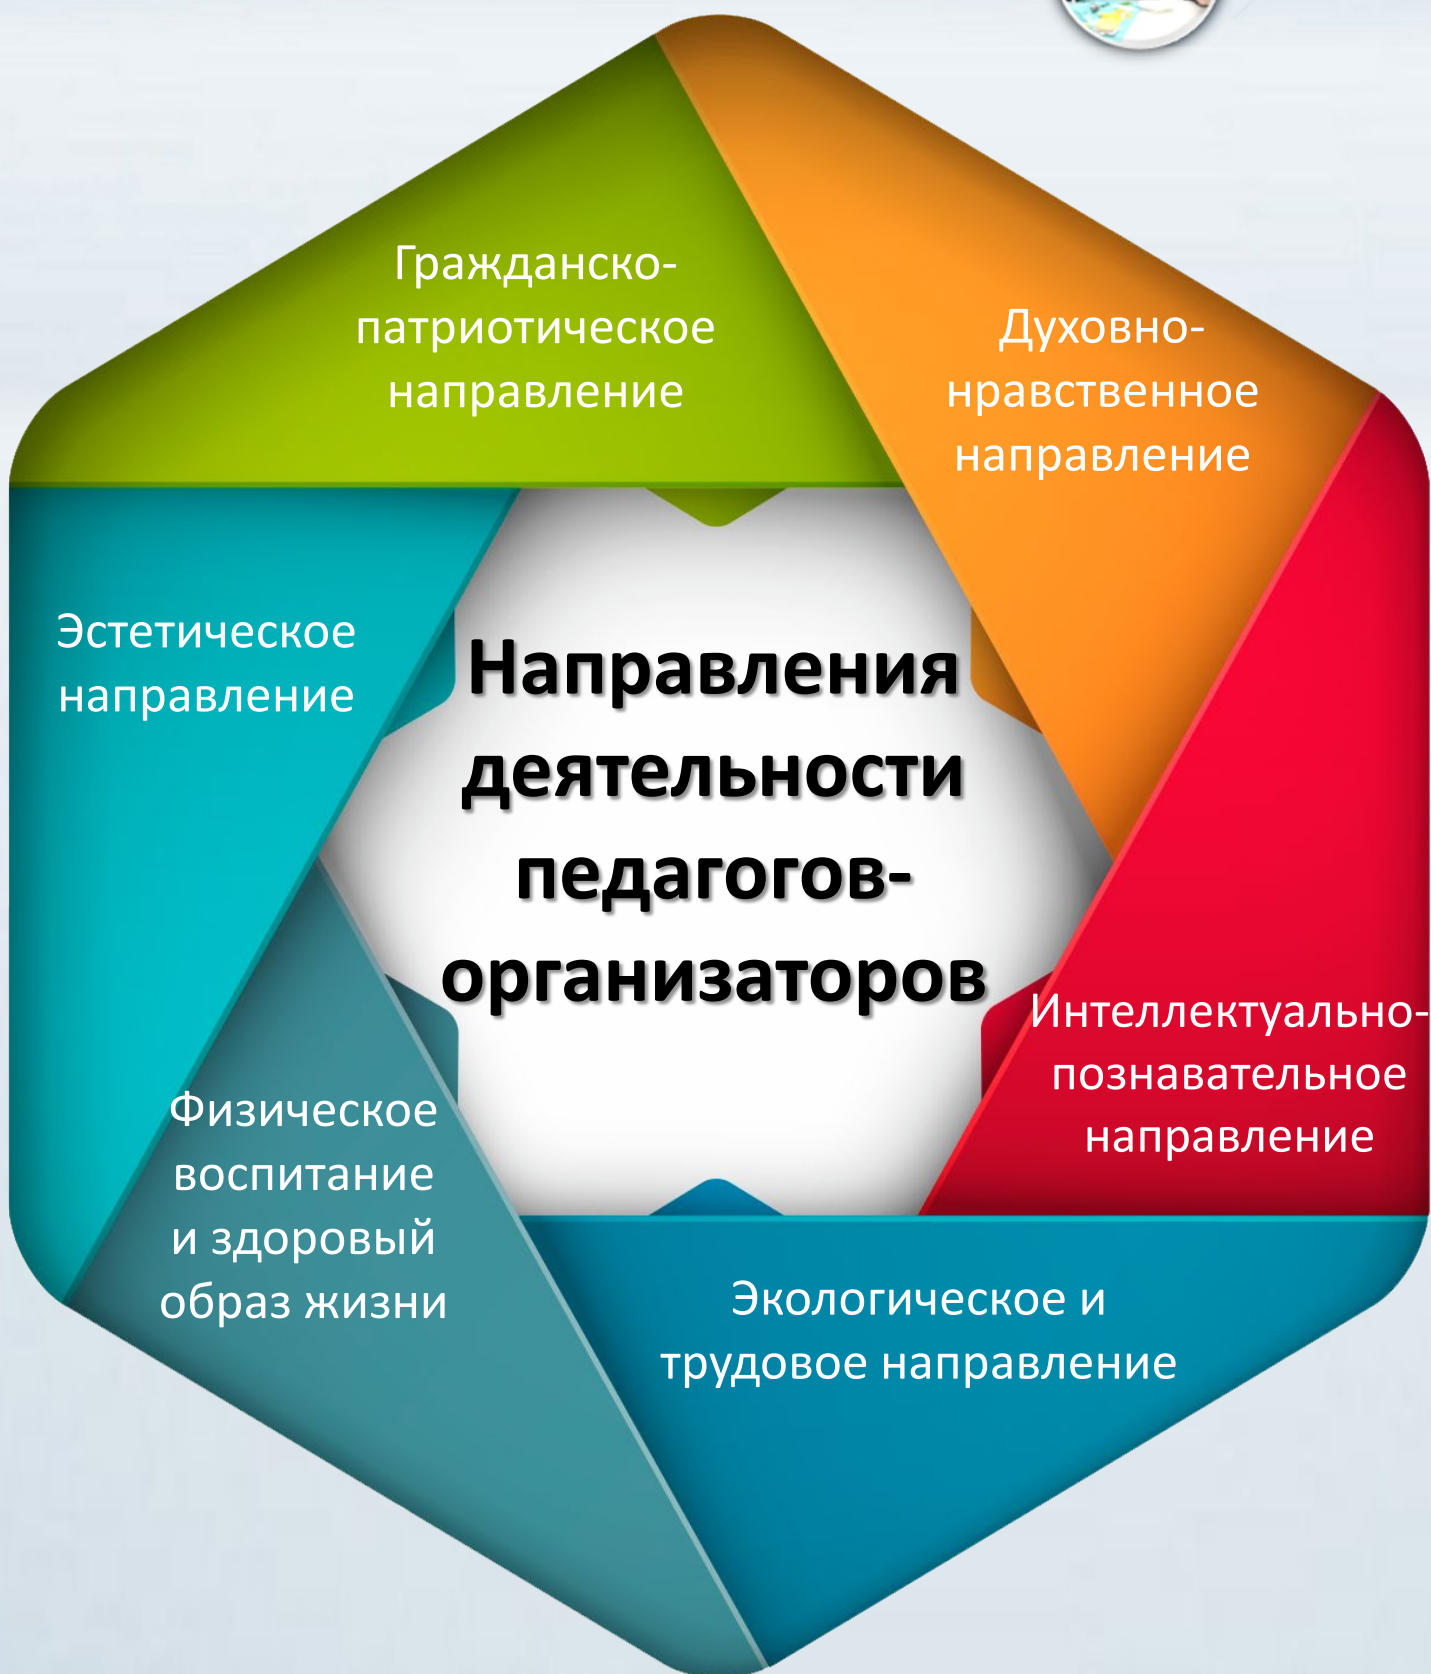 Гражданско-
патриотическое
направление
Духовно-
нравственное
направление
Эстетическое
направление
Направления
деятельности
педагогов-
организаторов
Интеллектуально-
познавательное
направление
Физическое
воспитание
и здоровый
образ жизни
Экологическое и
трудовое направление